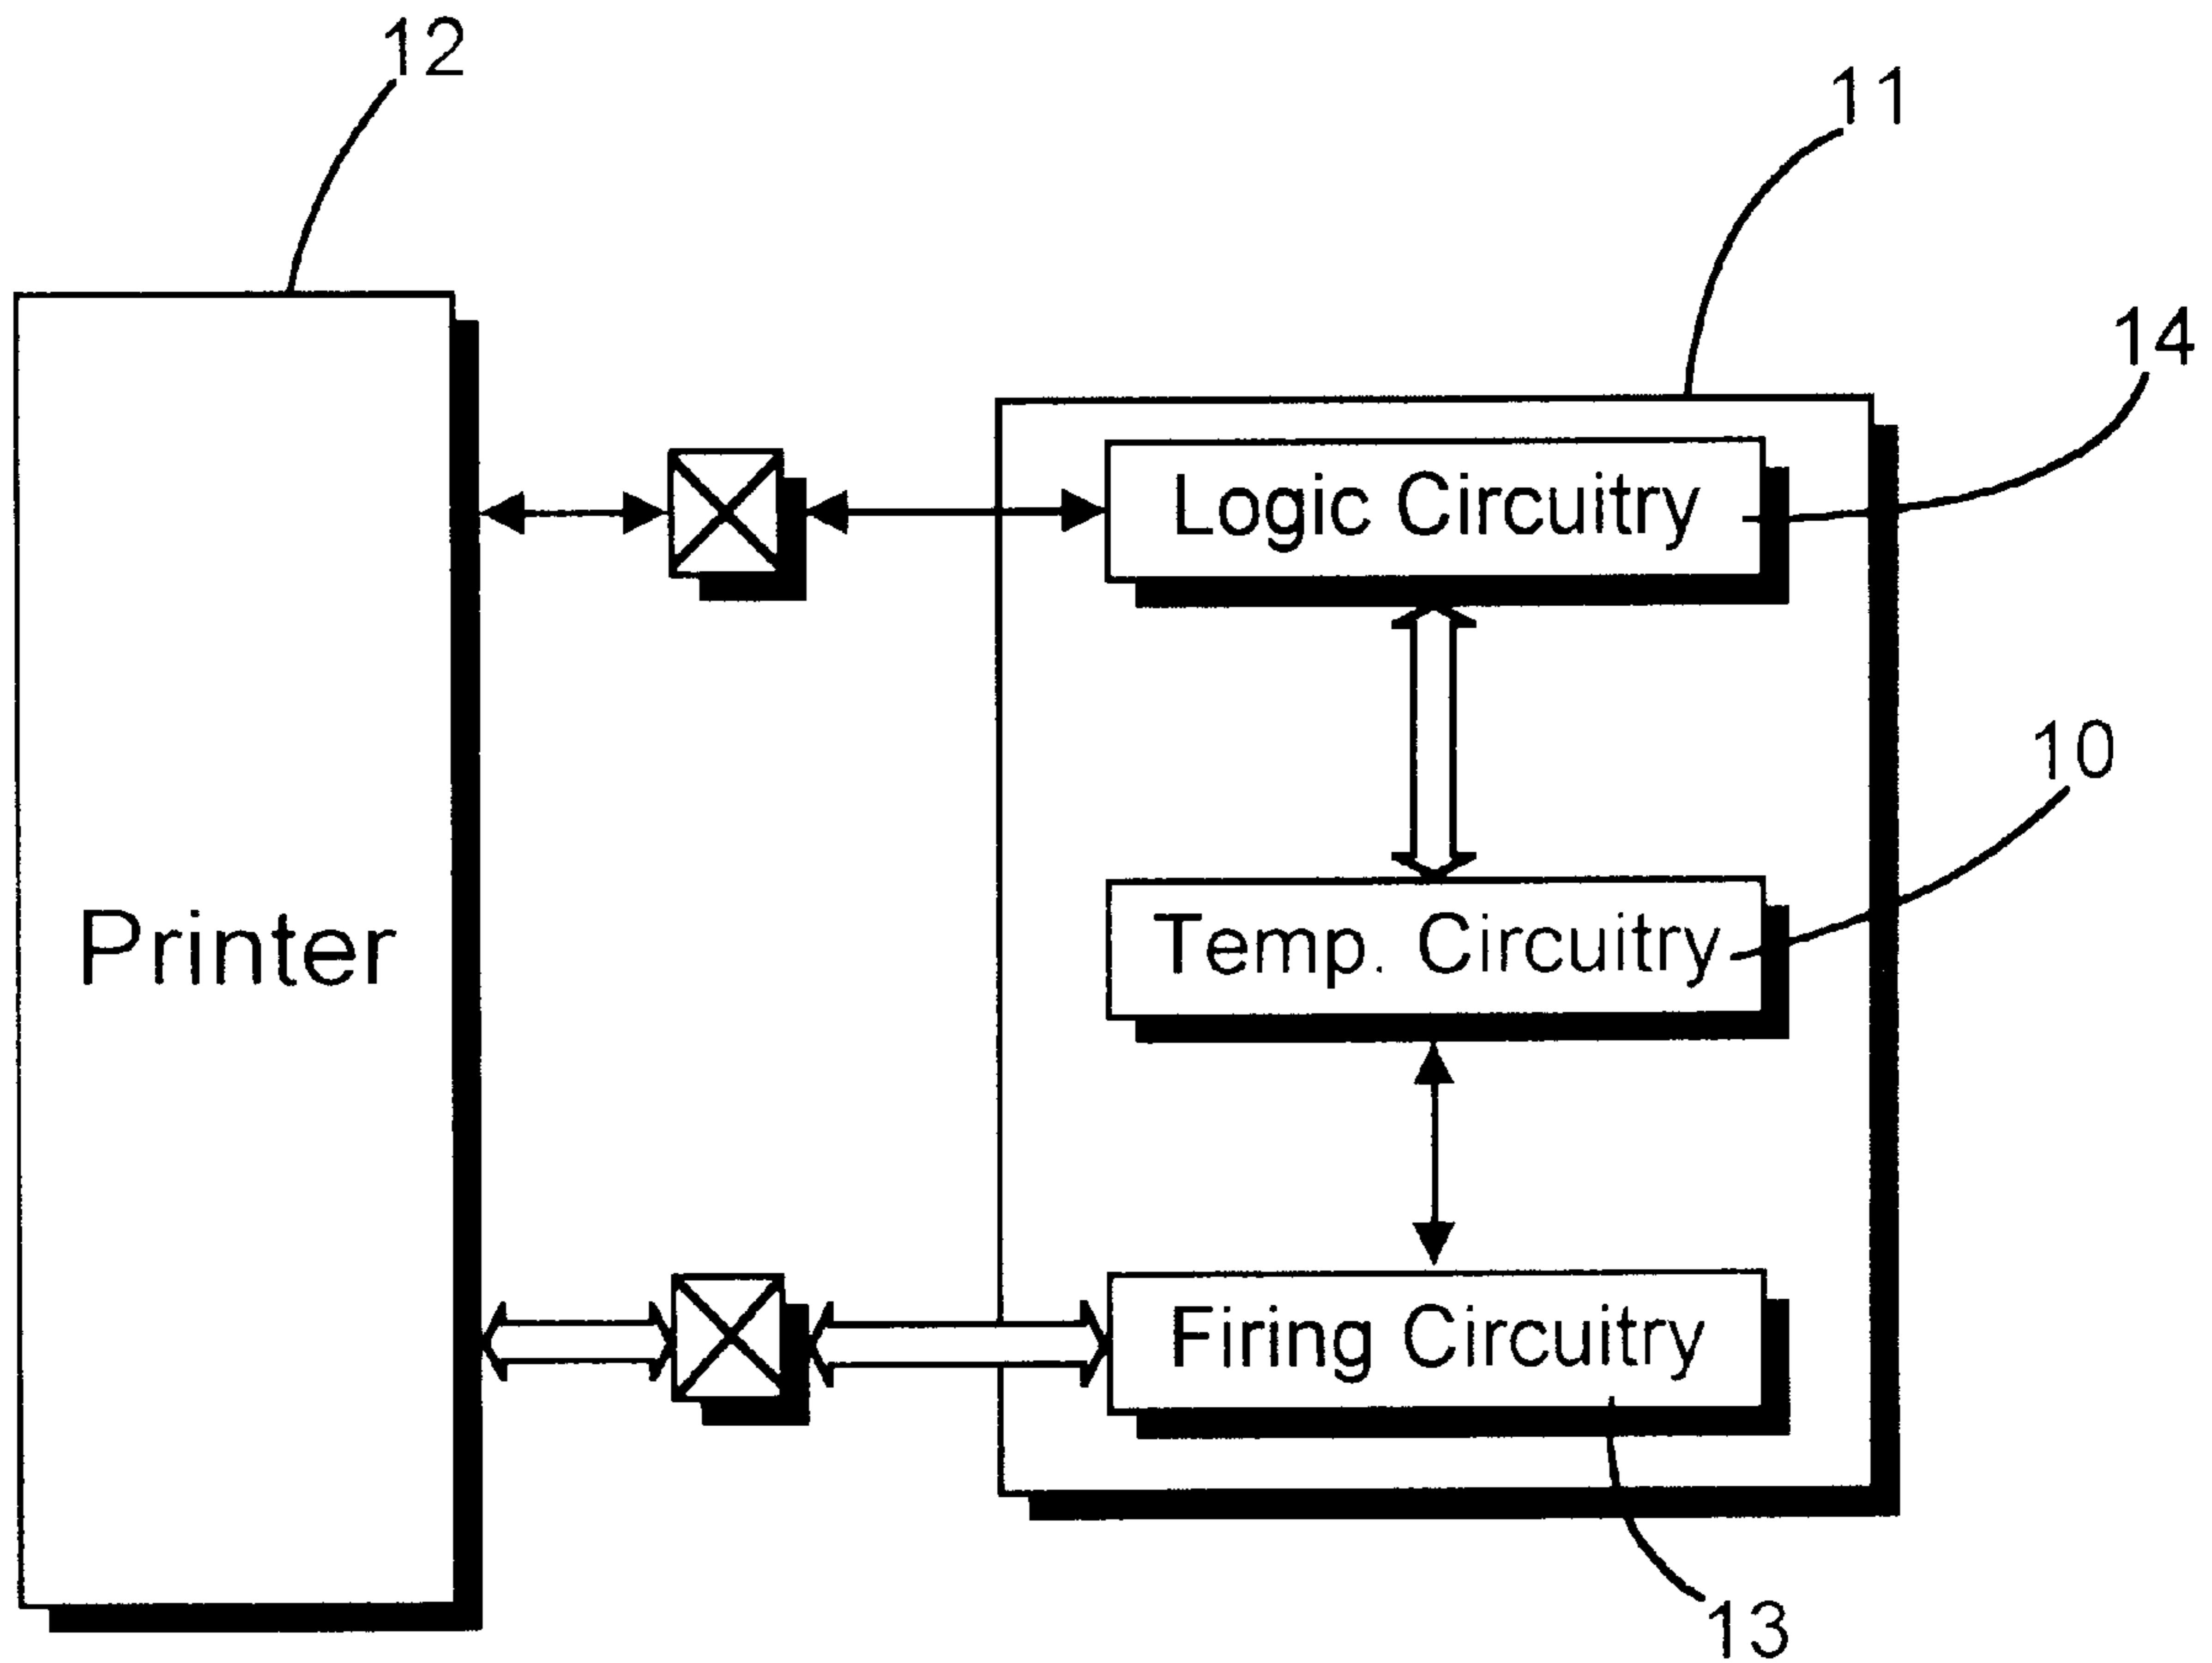 12
11
14
Logic Circuitry
10
Printer
Temp. Circuitry
Firing Circuitry
13